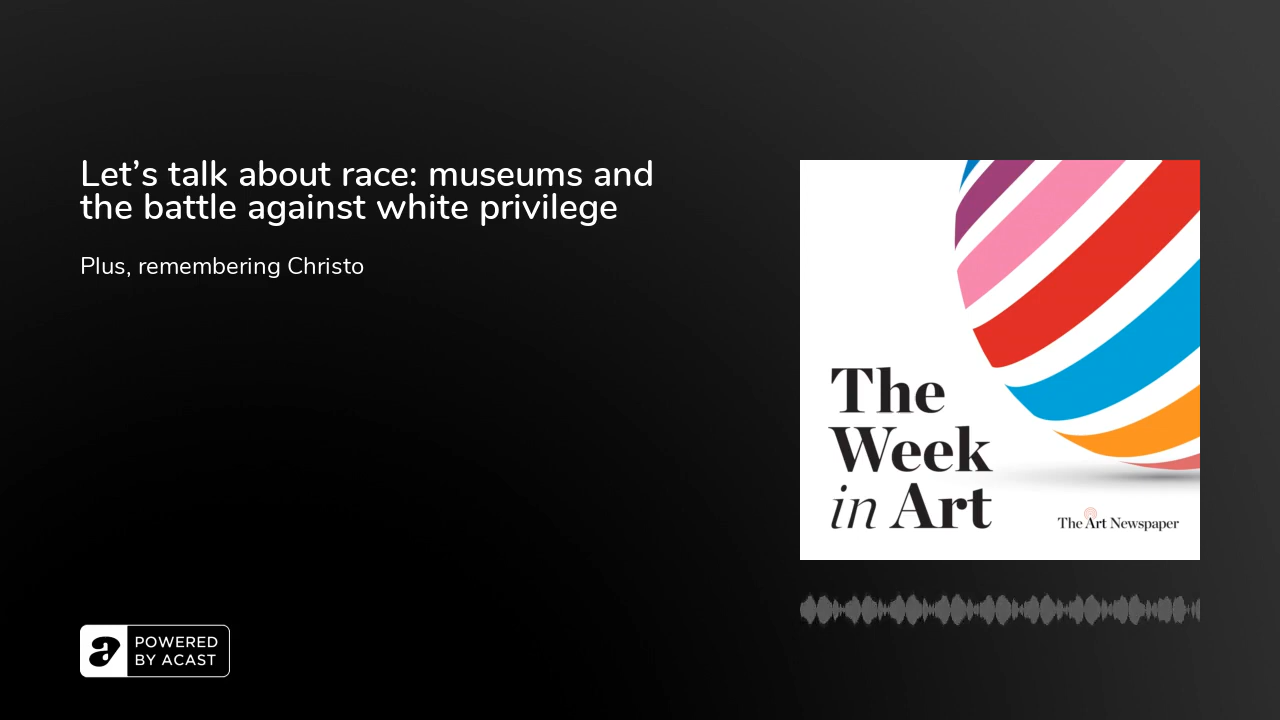 Let’s talk about race: museums and
the battle against white privilege
Plus, remembering Christo
The
Week
in Art
The Art Newspaper
a POWERED
BY ACAST